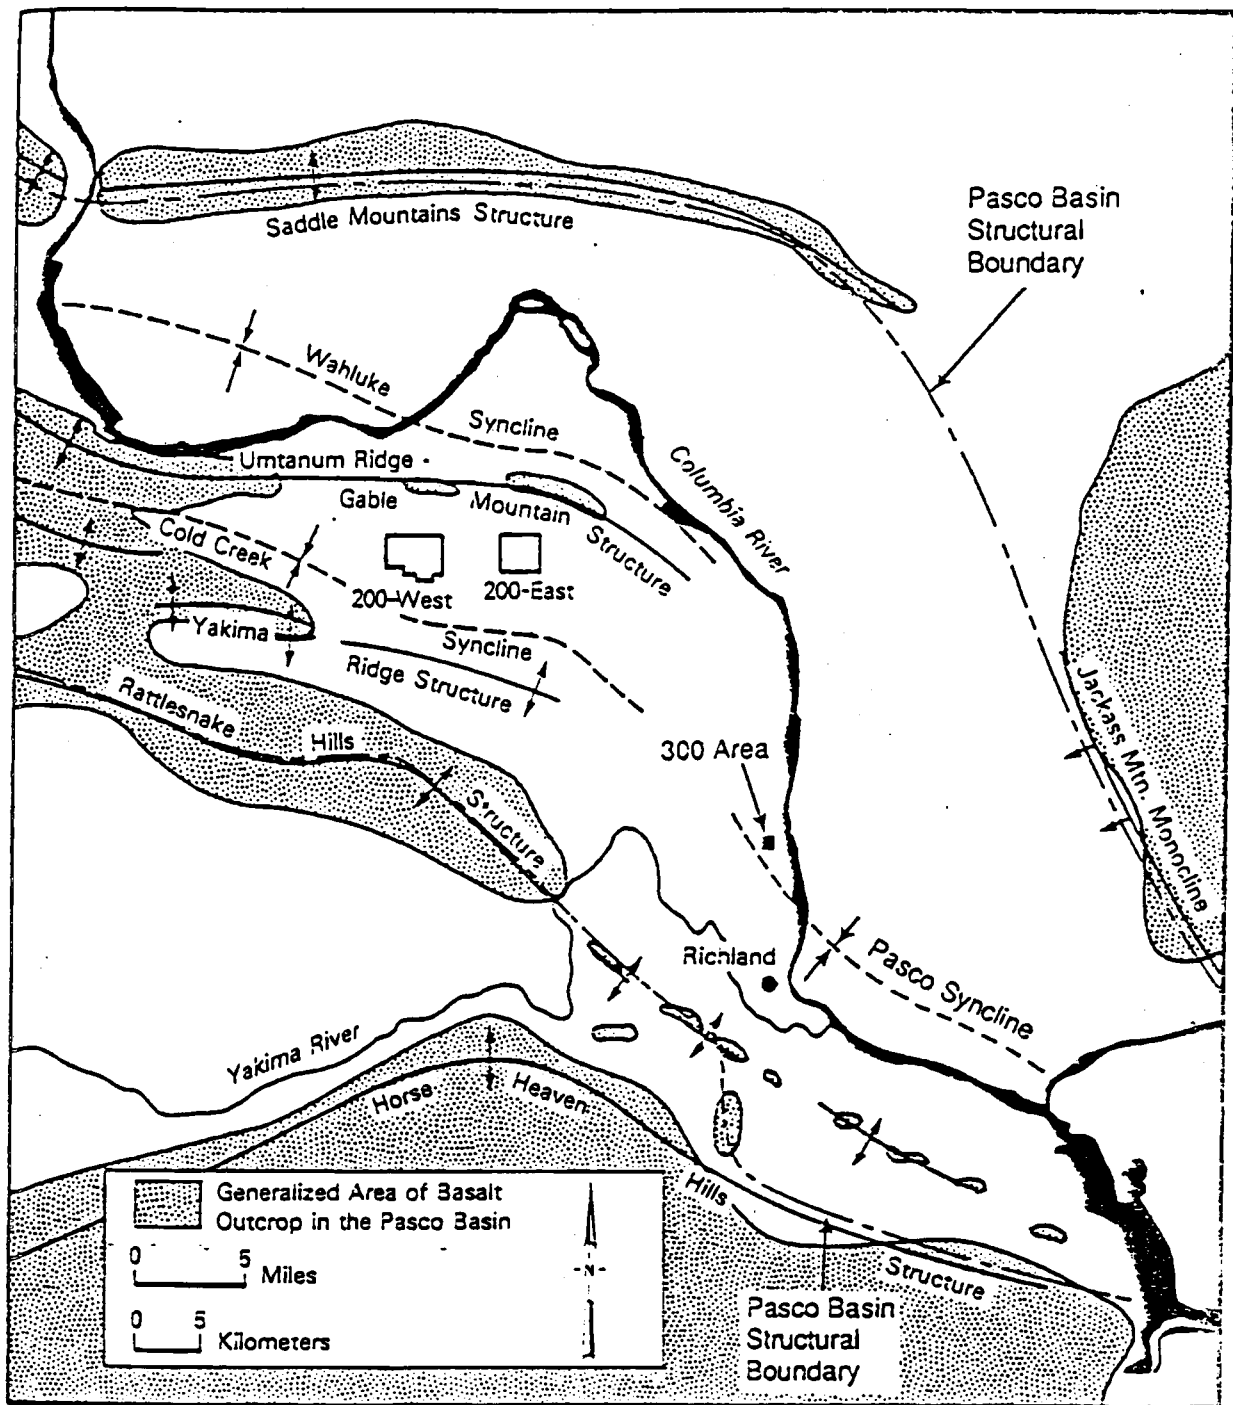 Pasco Basin
Structural
Boundary
Saddle Mountains Structure
Wahluke
Syncline
Columbia River
Umtanum Ridge
Gable
Mountain
Structure
Cold Creek
200-West
200-East
Syncline
Yakima
Ridge Structure
Rattlesnake
Hills
Structure
300 Area
Jackass Mtn. Monocline
Richland
Pasco Syncline
Yakima River
Horse
Heaven
Hills
Structure
Generalized Area of Basalt
Outcrop in the Pasco Basin
0 5
Miles
0 5
Kilometers
-N-
Pasco Basin
Structural
Boundary